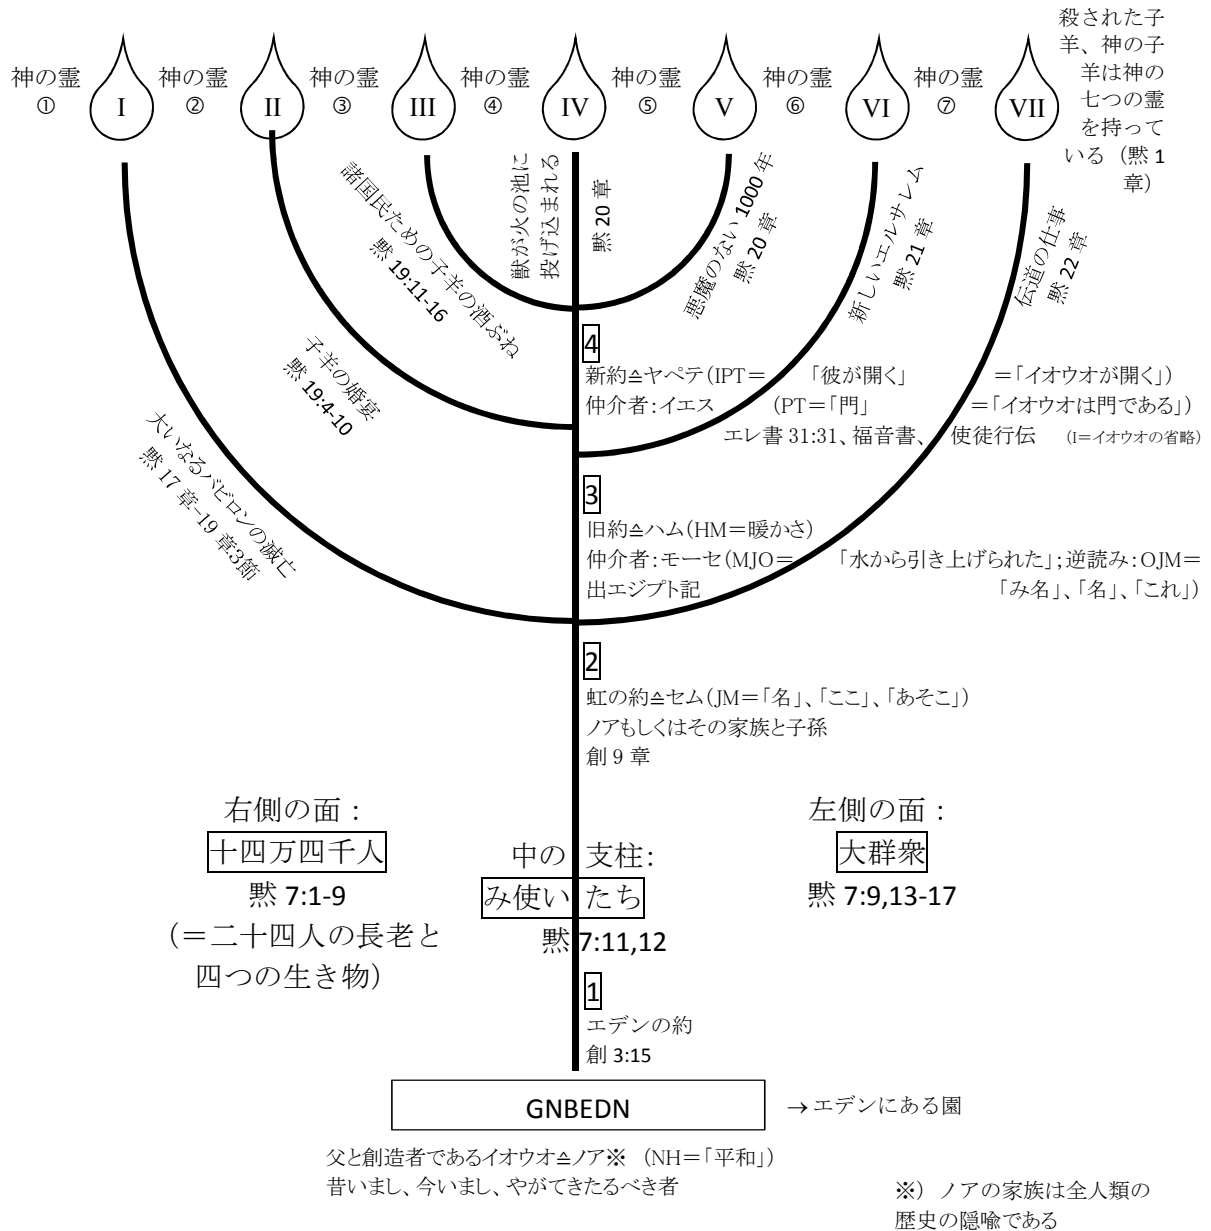 殺された子
羊、神の子
羊は神の
七つの霊
を持って
いる（黙 1
章）
神の霊
①
I
神の霊
②
II
神の霊
③
III
神の霊
④
IV
神の霊
⑤
V
神の霊
⑥
VI
神の霊
⑦
VII
大いなるバビロンの滅亡
黙 17 章-19 章3節
子羊の婚宴
黙 19:4-10
諸国民ための子羊の酒ぶね
黙 19:11-16
獣が火の池に
投げ込まれる
黙 20 章
悪魔のない 1000 年
黙 20 章
新しいエルサレム
黙 21 章
伝道の仕事
黙 22 章
4
新約≙ヤペテ（IPT＝ 「彼が開く」 ＝「イオウオが開く」）
仲介者：イエス （PT＝「門」 ＝「イオウオは門である」）
エレ書 31:31、福音書、 使徒行伝 （I＝イオウオの省略）
3
旧約≙ハム（HM＝暖かさ）
仲介者：モーセ（MJO＝ 「水から引き上げられた」；逆読み：OJM＝
出エジプト記 「み名」、「名」、「これ」）
2
虹の約≙セム（JM＝「名」、「ここ」、「あそこ」）
ノアもしくはその家族と子孫
創 9 章
右側の面：
十四万四千人
黙 7:1-9
（＝二十四人の長老と
四つの生き物）
中の 支柱：
み使い たち
黙 7:11,12
左側の面：
大群衆
黙 7:9,13-17
1
エデンの約
創 3:15
GNBEDN
→エデンにある園
父と創造者であるイオウオ≙ノア※ （NH＝「平和」）
昔いまし、今いまし、やがてきたるべき者
※） ノアの家族は全人類の
歴史の隠喩である